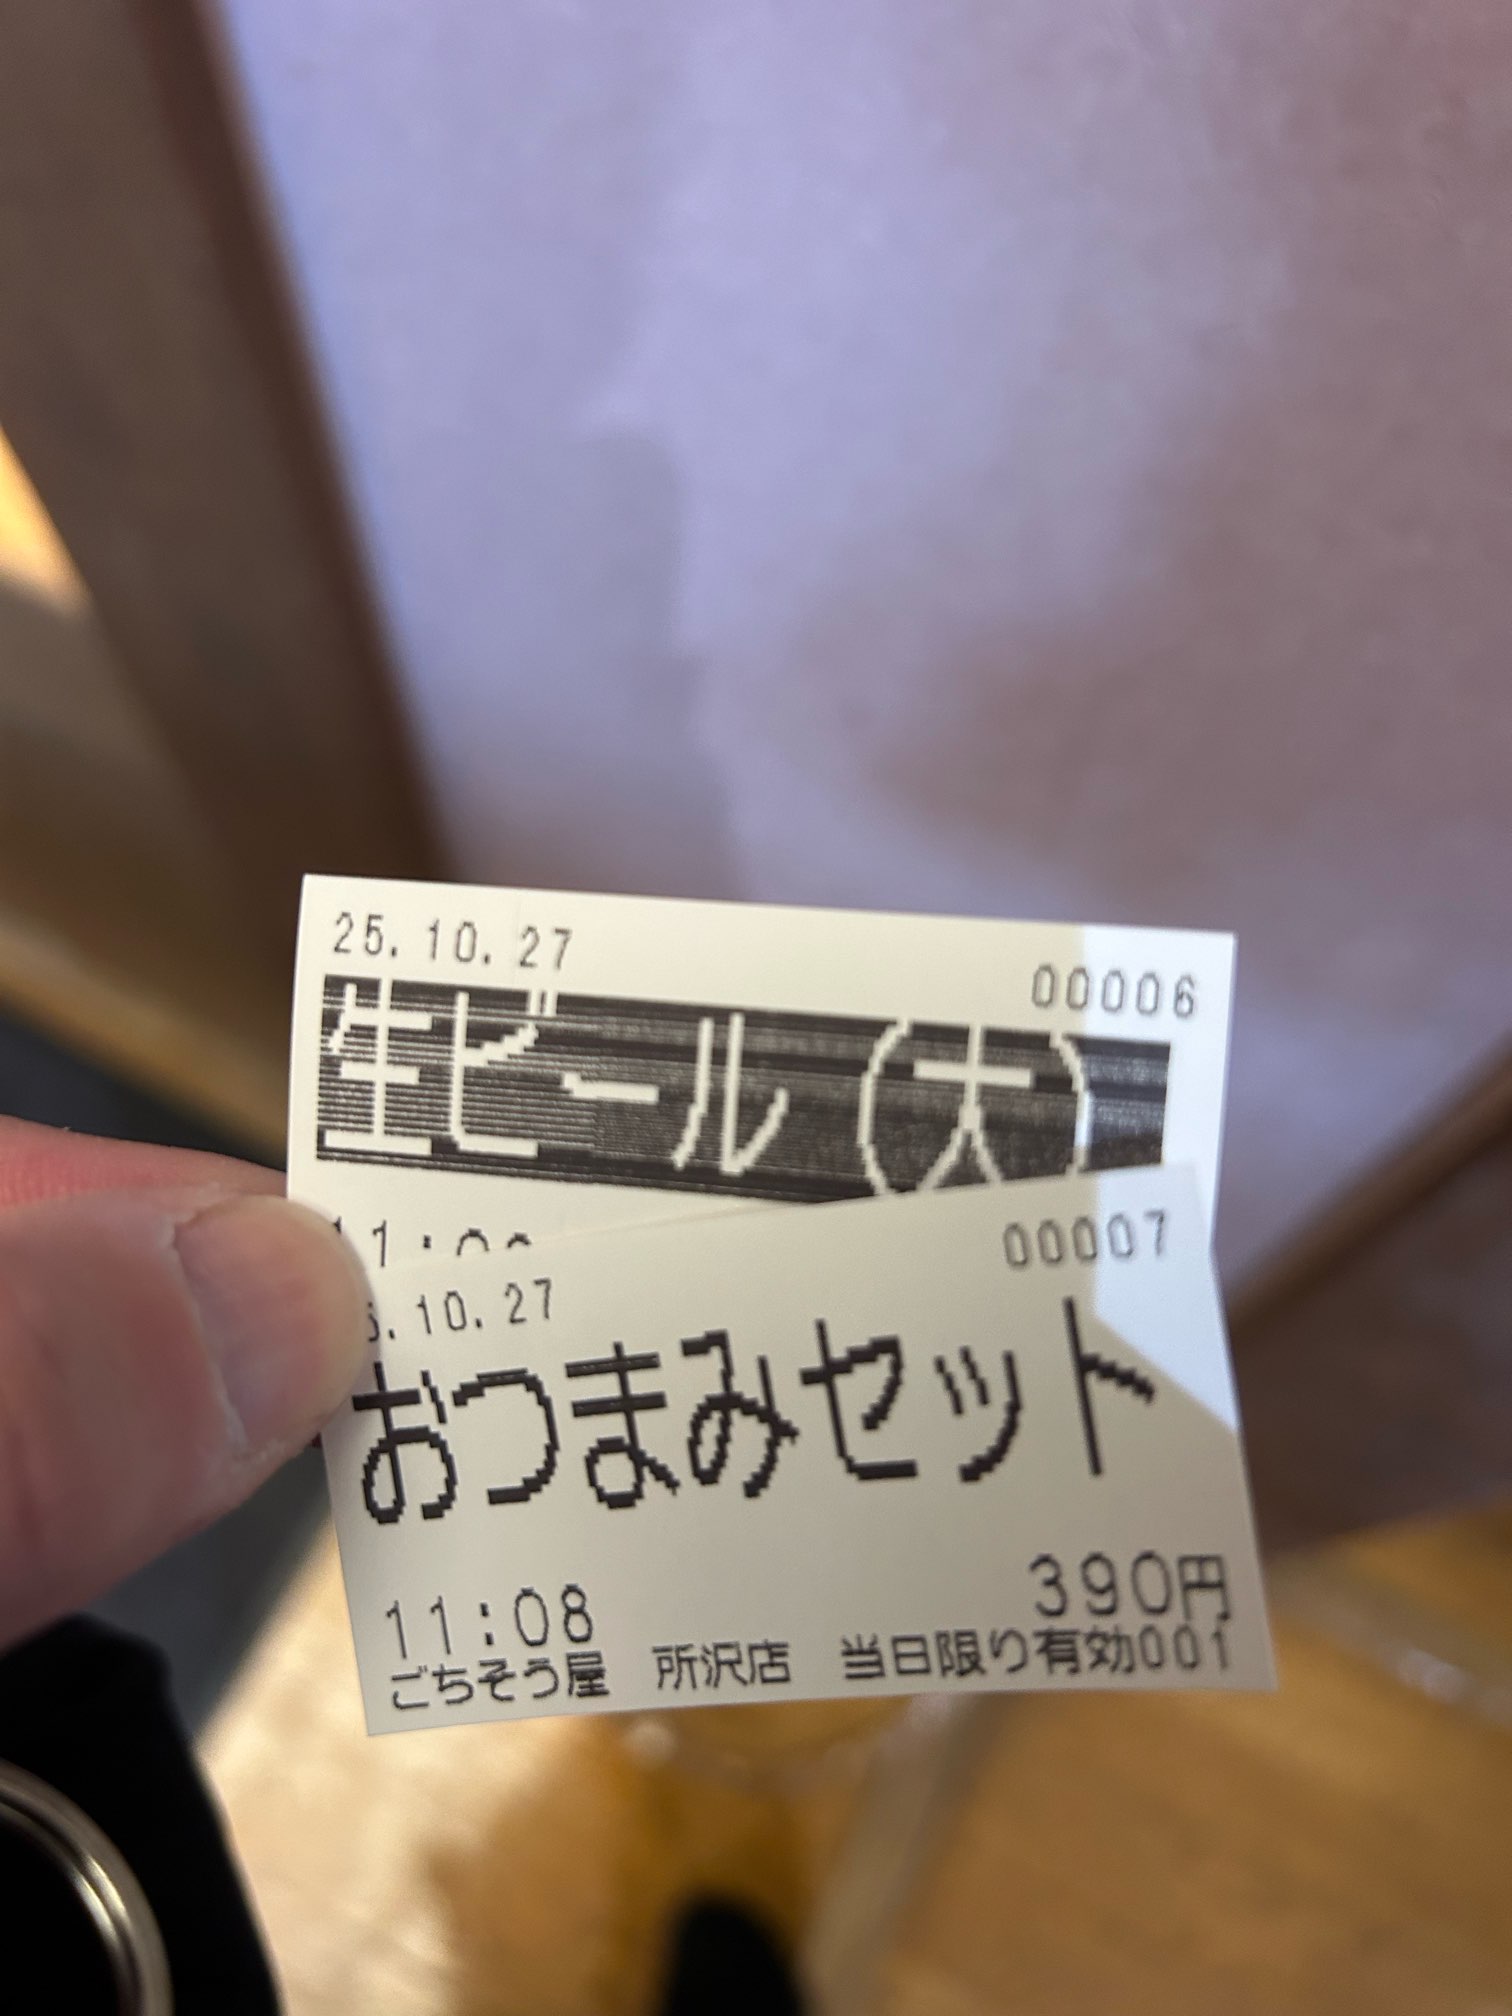 25.10.27
00006
生ビール(大)
00007
.10.27
おつまみセット
390円
11:08
ごちそう屋 所沢店 当日限り有効001